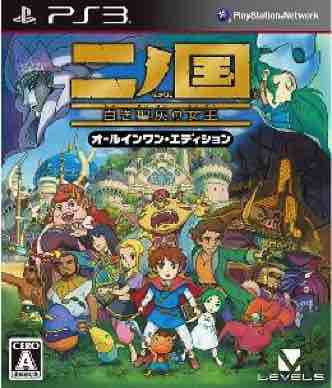 PS3
PlayStation Network
二ノ国
白き聖灰の女王
オールインワン・エディション
CERO
A
LEVEL5